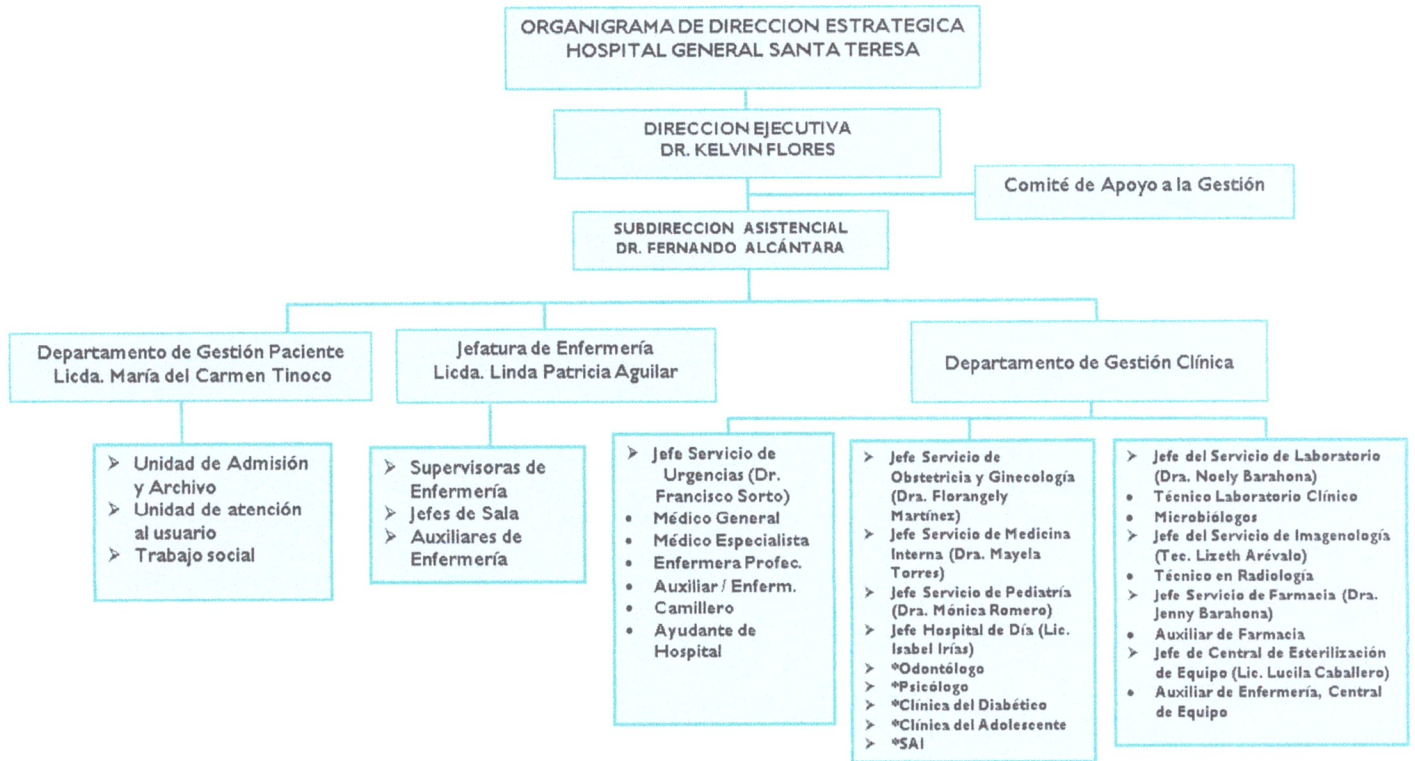 ORGANIGRAMA DE DIRECCION ESTRATEGICA
HOSPITAL GENERAL SANTA TERESA
DIRECCION EJECUTIVA
DR. KELVIN FLORES
Comité de Apoyo a la Gestión
SUBDIRECCION ASISTENCIAL
DR. FERNANDO ALCÁNTARA
Departamento de Gestión Paciente
Licda. María del Carmen Tinoco
Jefatura de Enfermería
Licda. Linda Patricia Aguilar
Departamento de Gestión Clínica
➢ Unidad de Admisión
y Archivo
➢ Unidad de atención
al usuario
➢ Trabajo social
➢ Supervisoras de
Enfermería
➢ Jefes de Sala
➢ Auxiliares de
Enfermería
➢ Jefe Servicio de
Urgencias (Dr.
Francisco Sorto)
• Médico General
• Médico Especialista
• Enfermera Profec.
• Auxiliar / Enferm.
• Camillero
• Ayudante de
Hospital
➢ Jefe Servicio de
Obstetricia y Ginecología
(Dra. Florangely
Martínez)
➢ Jefe Servicio de Medicina
Interna (Dra. Mayela
Torres)
➢ Jefe Servicio de Pediatría
(Dra. Mónica Romero)
➢ Jefe Hospital de Día (Lic.
Isabel Irías)
➢ *Odontólogo
➢ *Psicólogo
➢ *Clínica del Diabético
➢ *Clínica del Adolescente
➢ *SAI
➢ Jefe del Servicio de Laboratorio
(Dra. Noely Barahona)
• Técnico Laboratorio Clínico
• Microbiólogos
➢ Jefe del Servicio de Imagenología
(Tec. Lizeth Arévalo)
• Técnico en Radiología
➢ Jefe Servicio de Farmacia (Dra.
Jenny Barahona)
• Auxiliar de Farmacia
➢ Jefe de Central de Esterilización
de Equipo (Lic. Lucila Caballero)
• Auxiliar de Enfermería, Central
de Equipo